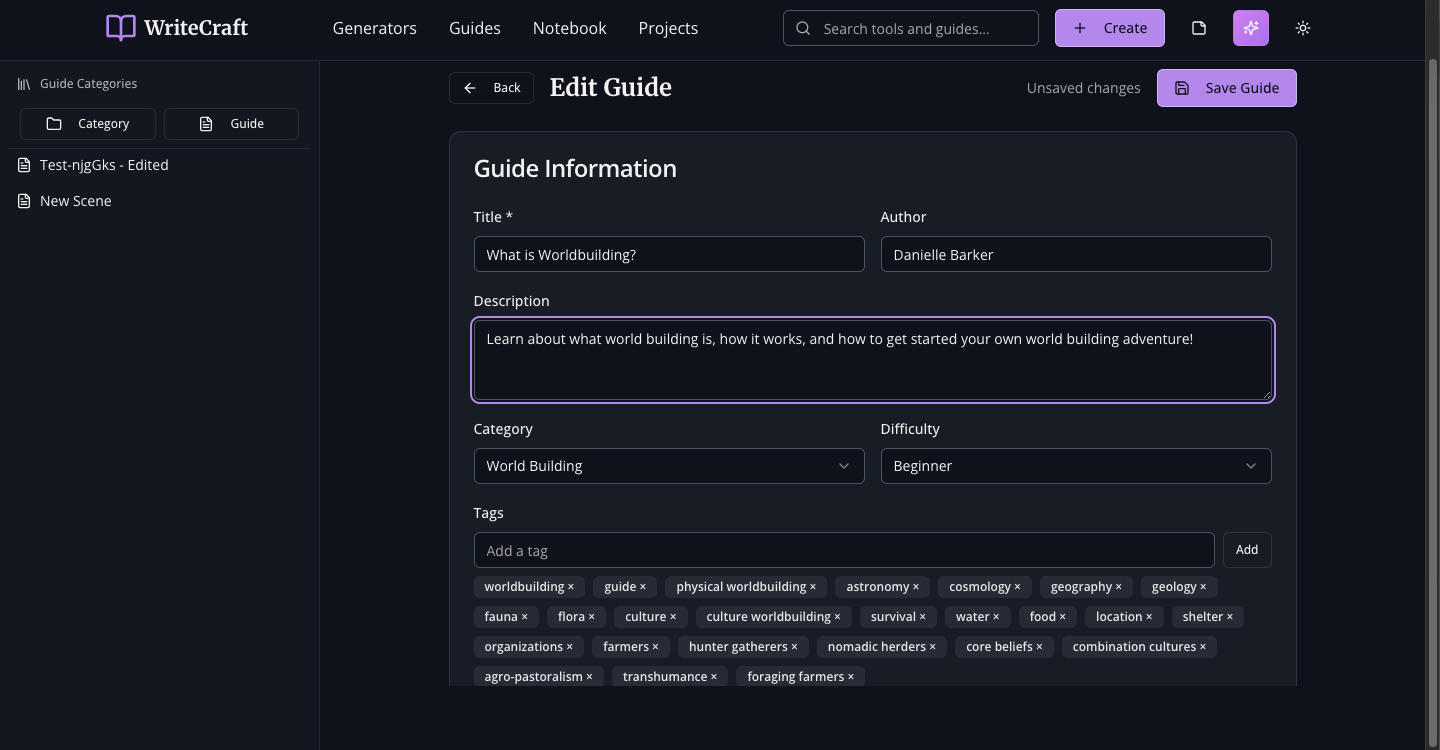 WriteCraft Generators Guides Notebook Projects Search tools and guides... + Create
Guide Categories
Category Guide
Test-njgGks - Edited
New Scene
Back Edit Guide Unsaved changes Save Guide
Guide Information
Title * Author
What is Worldbuilding? Danielle Barker
Description
Learn about what world building is, how it works, and how to get started your own world building adventure!
Category Difficulty
World Building Beginner
Tags
Add a tag Add
worldbuilding × guide × physical worldbuilding × astronomy × cosmology × geography × geology ×
fauna × flora × culture × culture worldbuilding × survival × water × food × location × shelter ×
organizations × farmers × hunter gatherers × nomadic herders × core beliefs × combination cultures ×
agro-pastoralism × transhumance × foraging farmers ×